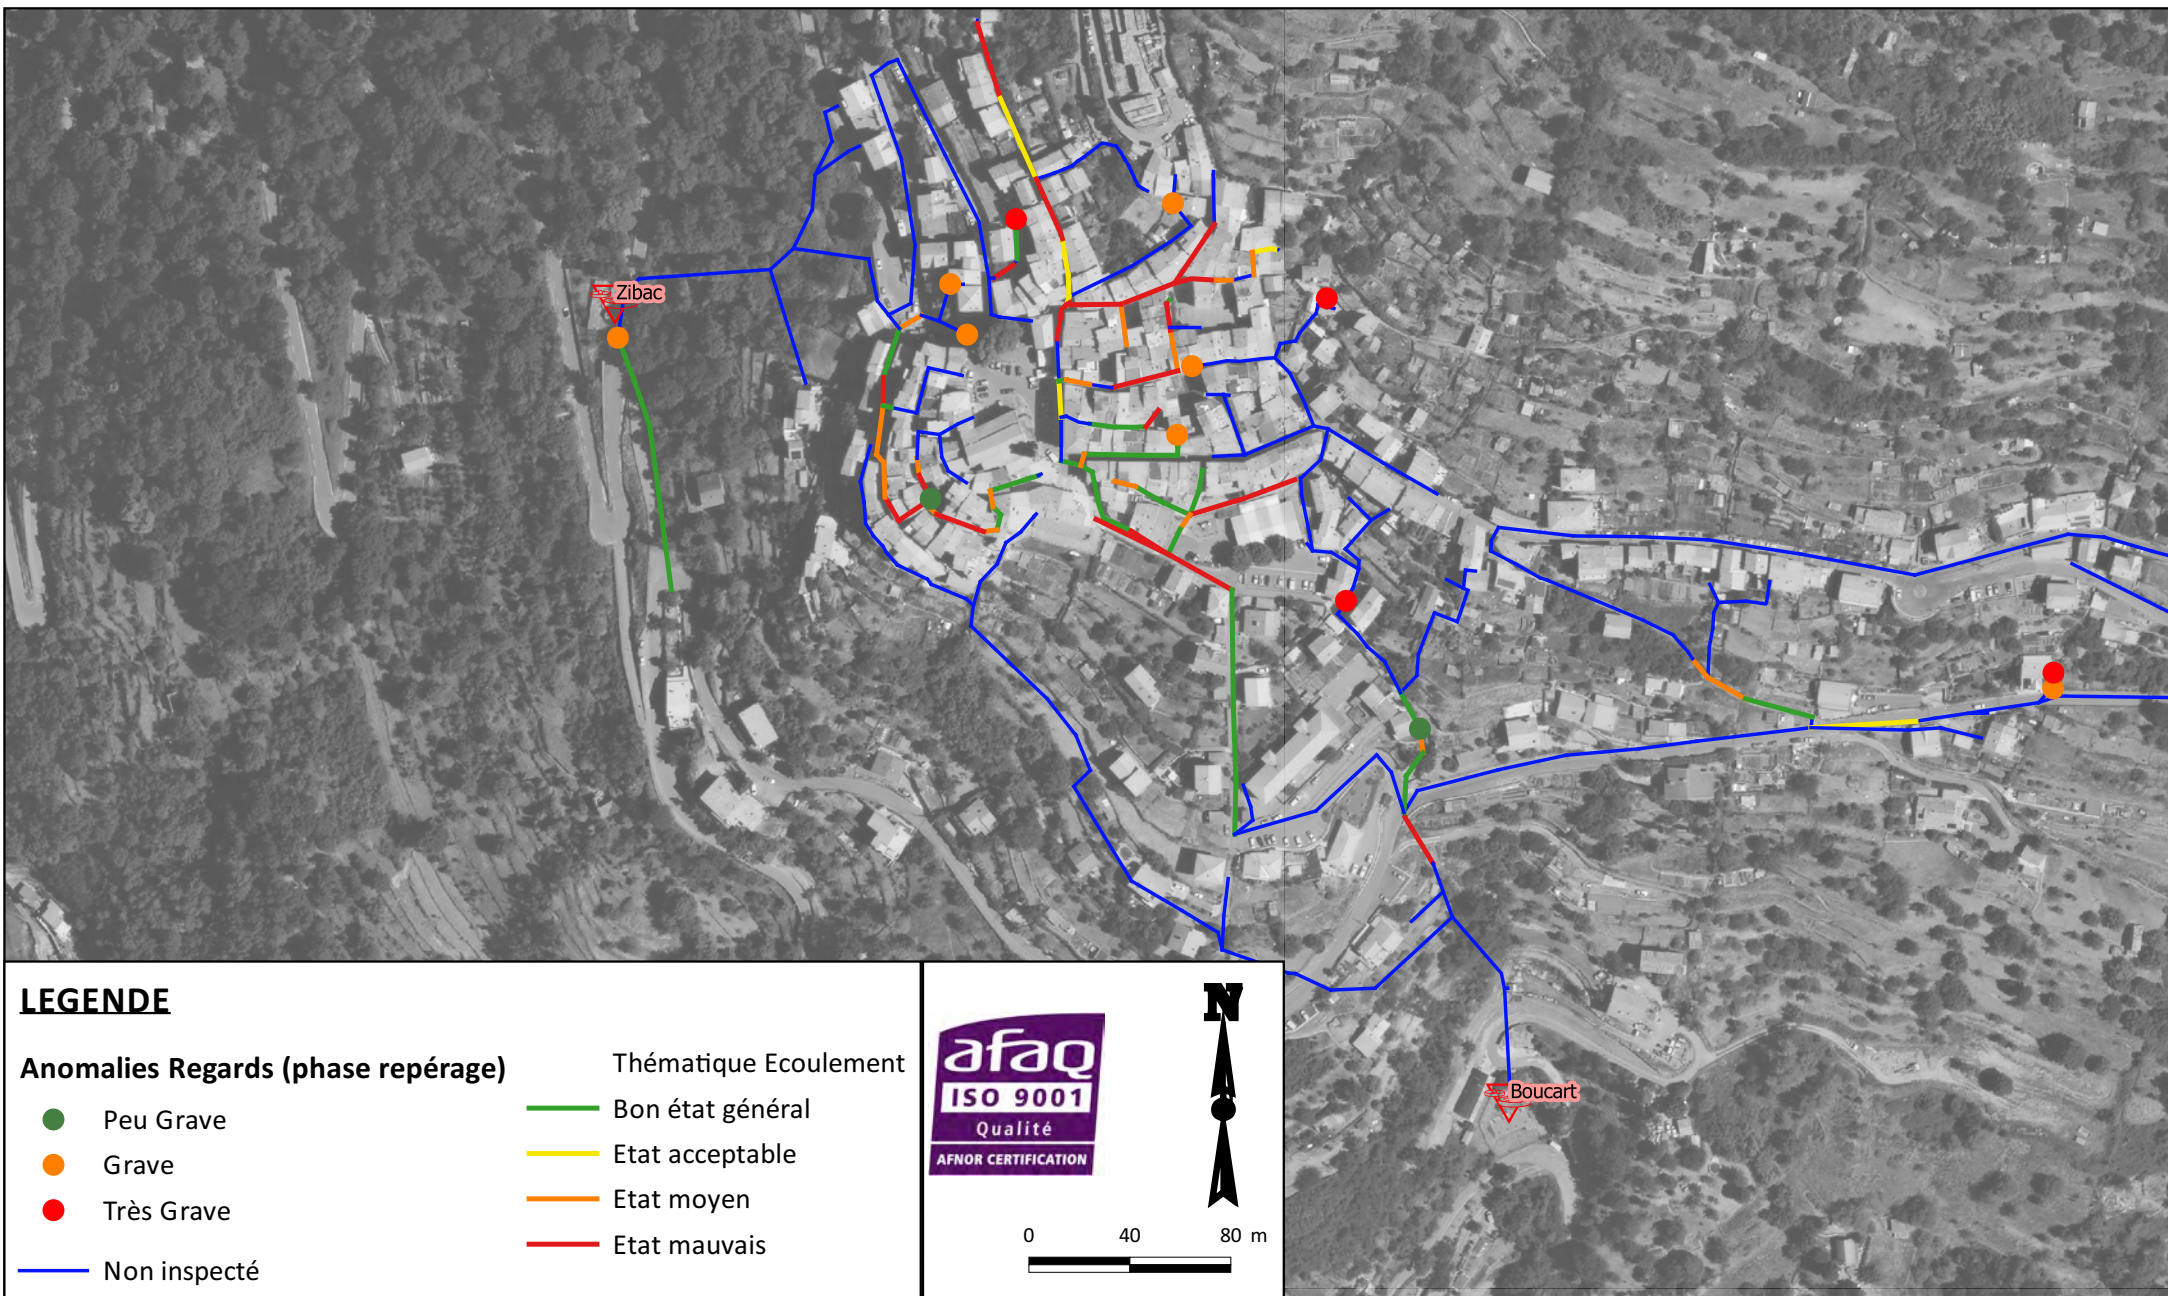 Zibac
Boucart
LEGENDE
Anomalies Regards (phase repérage)
Peu Grave
Grave
Très Grave
Non inspecté
Thématique Ecoulement
Bon état général
Etat acceptable
Etat moyen
Etat mauvais
afaq
ISO 9001
Qualité
AFNOR CERTIFICATION
N
0 40 80 m